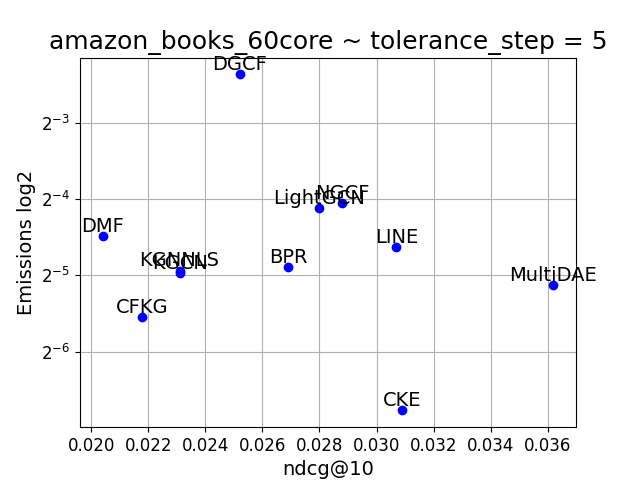 amazon_books_60core ~ tolerance_step = 5
DGCF
2⁻³
NGCF
LightGCN
2⁻⁴
DMF
LINE
KGNNLS
KGCN
BPR
2⁻⁵
MultiDAE
CFKG
2⁻⁶
CKE
Emissions log2
0.020 0.022 0.024 0.026 0.028 0.030 0.032 0.034 0.036
ndcg@10